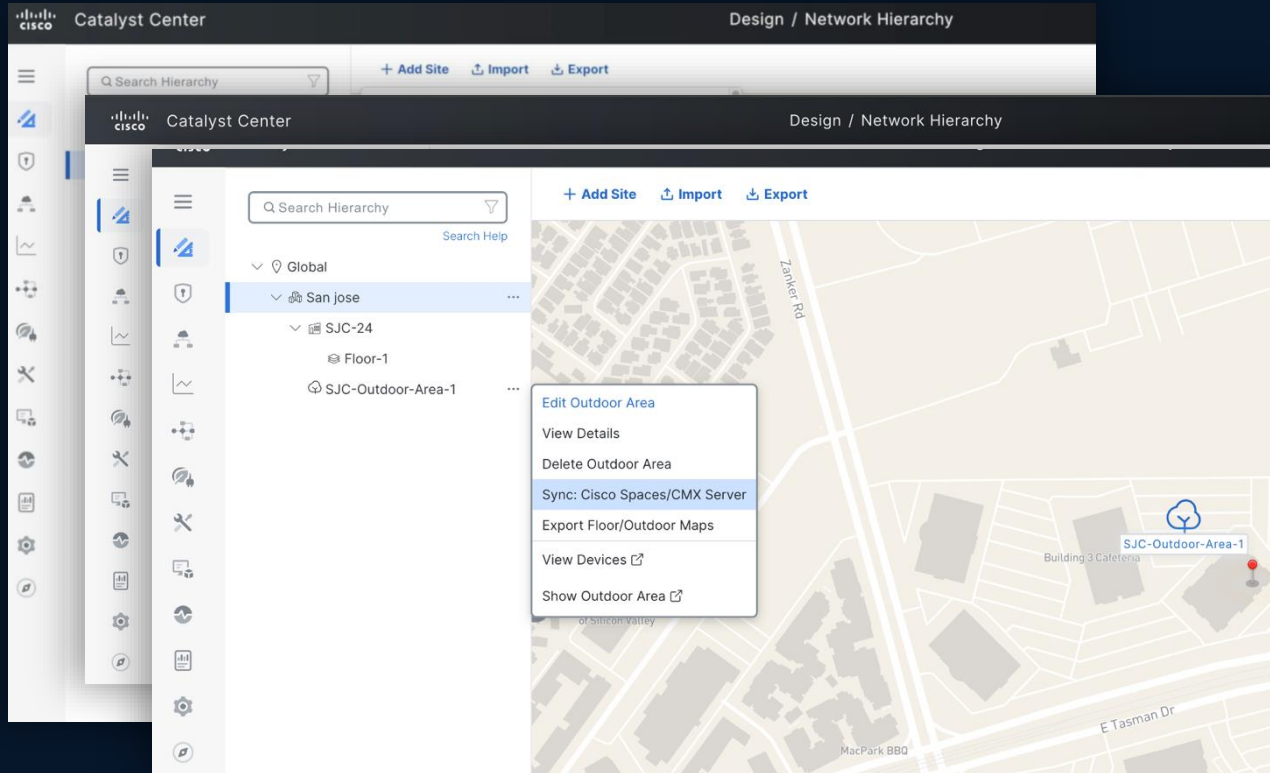 cisco Catalyst Center
Design / Network Hierarchy
Search Hierarchy
+ Add Site Import Export
cisco Catalyst Center
Design / Network Hierarchy
Search Hierarchy
+ Add Site Import Export
Search Help
Global
San jose
SJC-24
Floor-1
SJC-Outdoor-Area-1
Edit Outdoor Area
View Details
Delete Outdoor Area
Sync: Cisco Spaces/CMX Server
Export Floor/Outdoor Maps
View Devices
Show Outdoor Area
Zanker Rd
SJC-Outdoor-Area-1
Building 3 Cafeteria
of Silicon Valley
E Tasman Dr
MacPark BBQ